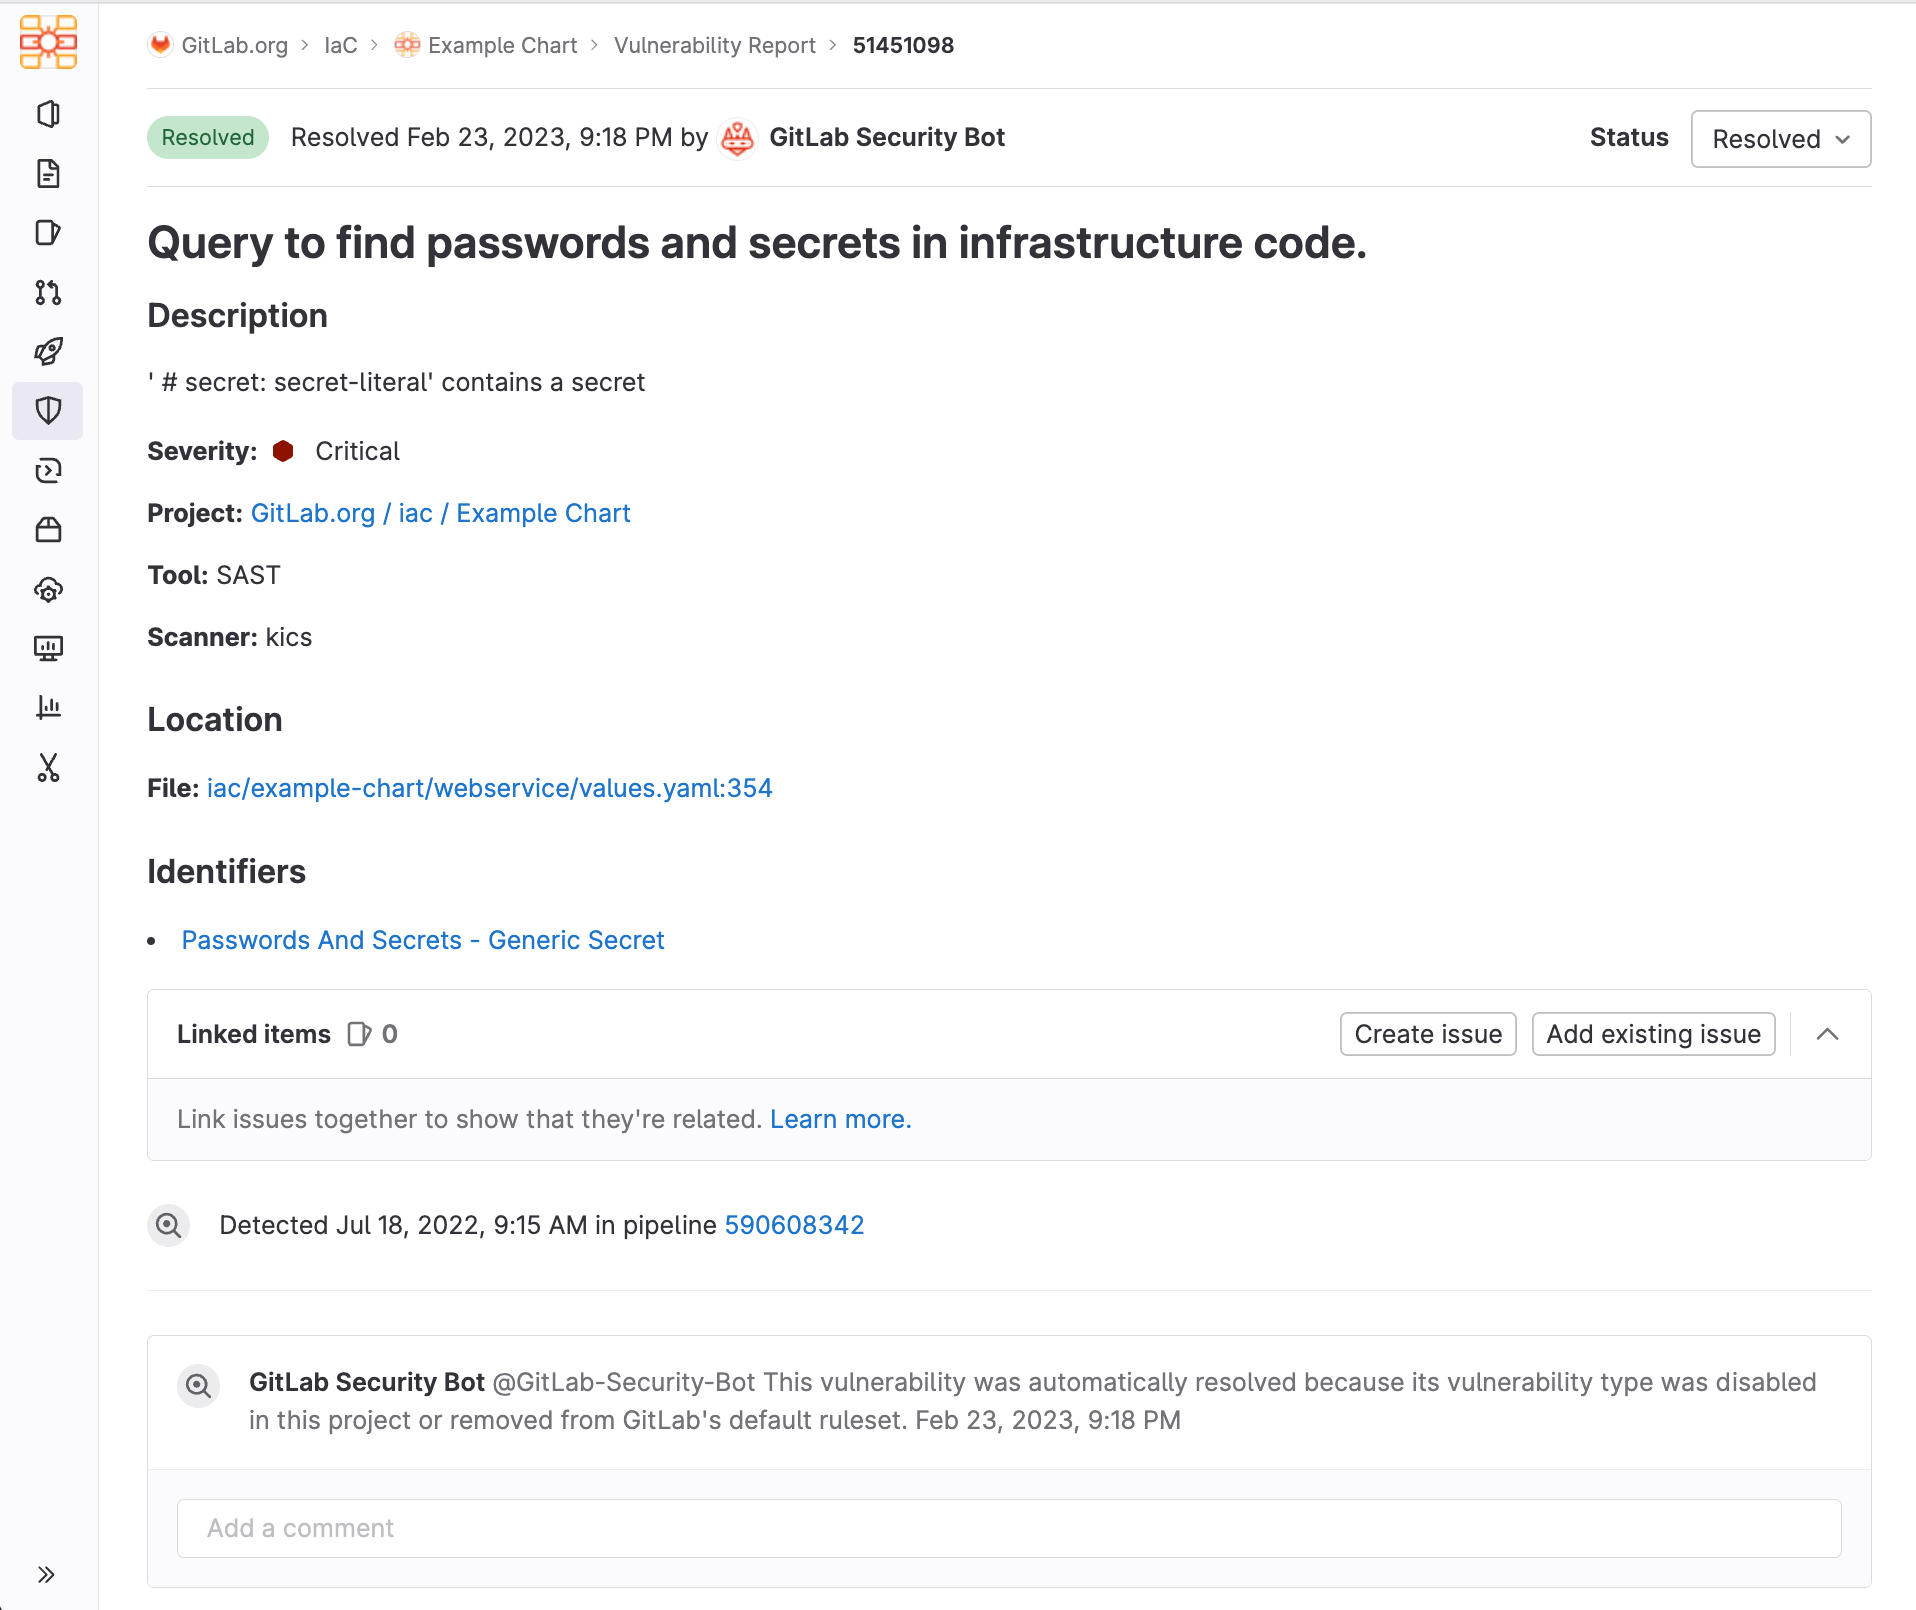 GitLab.org > IaC > Example Chart > Vulnerability Report > 51451098
Resolved Resolved Feb 23, 2023, 9:18 PM by GitLab Security Bot Status Resolved
Query to find passwords and secrets in infrastructure code.
Description
' # secret: secret-literal' contains a secret
Severity: Critical
Project: GitLab.org / iac / Example Chart
Tool: SAST
Scanner: kics
Location
File: iac/example-chart/webservice/values.yaml:354
Identifiers
• Passwords And Secrets - Generic Secret
Linked items 0 Create issue Add existing issue
Link issues together to show that they're related. Learn more.
Detected Jul 18, 2022, 9:15 AM in pipeline 590608342
GitLab Security Bot @GitLab-Security-Bot This vulnerability was automatically resolved because its vulnerability type was disabled
in this project or removed from GitLab's default ruleset. Feb 23, 2023, 9:18 PM
Add a comment